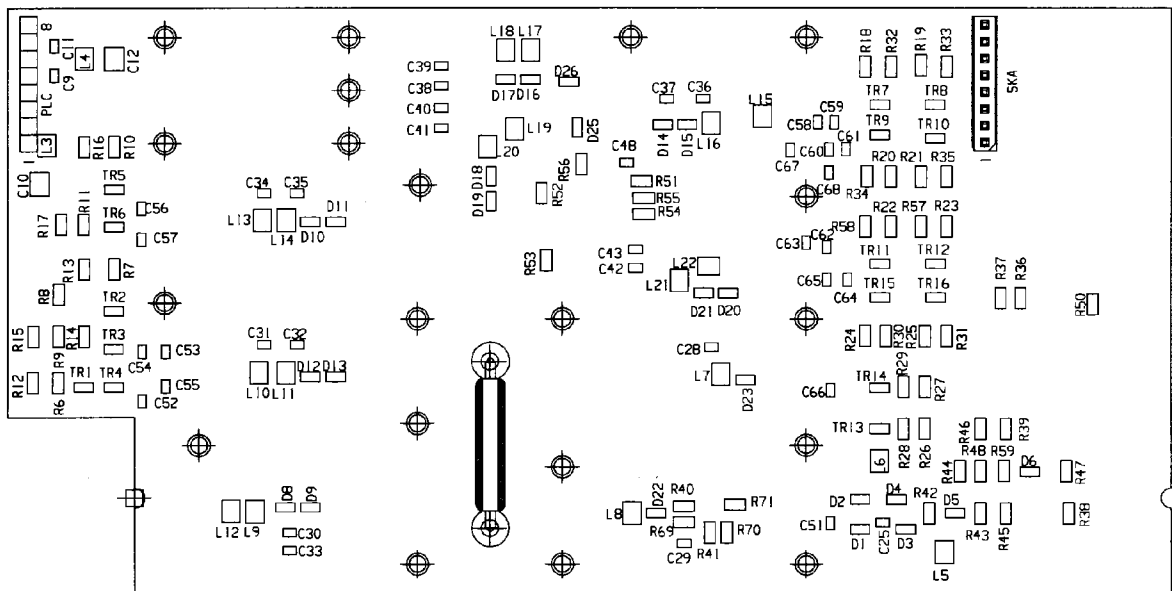 8
C11
L4
C12
C9
PLC
1
L3
R16
R10
C10
TR5
R11
R17
TR6
C56
C57
R13
R7
R8
TR2
R15
R9
R14
TR3
C54
C53
R12
R6
TR1
TR4
C55
C52
C34
C35
L13
L14
D10
D11
C31
C32
L10
L11
D12
D13
L12
L9
D8
D9
C30
C33
C39
C38
C40
C41
L18
L17
D17
D16
D26
L19
D25
L20
D18
D19
R56
R52
R53
C37
C36
D14
D15
L16
L15
C48
R51
R55
R54
C43
C42
L22
L21
D21
D20
C28
L7
D23
L8
D22
R40
R69
C29
R41
R70
R71
R18
R32
R19
R33
SKA
1
TR7
TR8
TR9
TR10
C59
C58
C61
C60
C67
C68
R34
R20
R21
R35
R58
R22
R57
R23
C63
C62
TR11
TR12
C65
C64
TR15
TR16
R37
R36
R50
R24
R30
R25
R31
R29
C66
TR14
R27
TR13
R28
R26
L6
R46
R39
R48
R59
D6
R44
R47
D2
D4
R42
D5
R43
R45
R38
C51
D1
C25
D3
L5